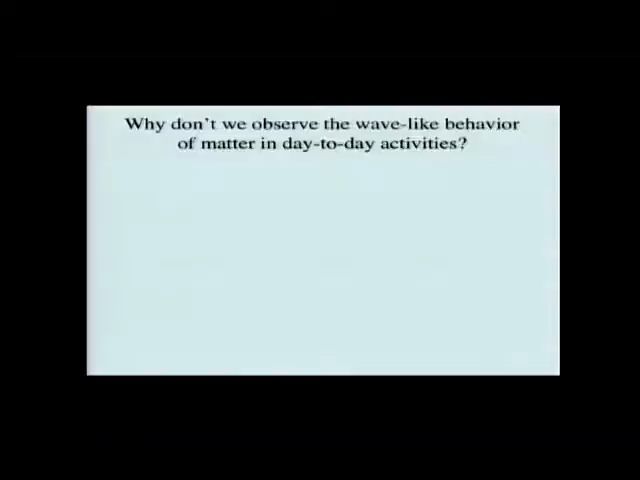 Why don't we observe the wave-like behavior
of matter in day-to-day activities?